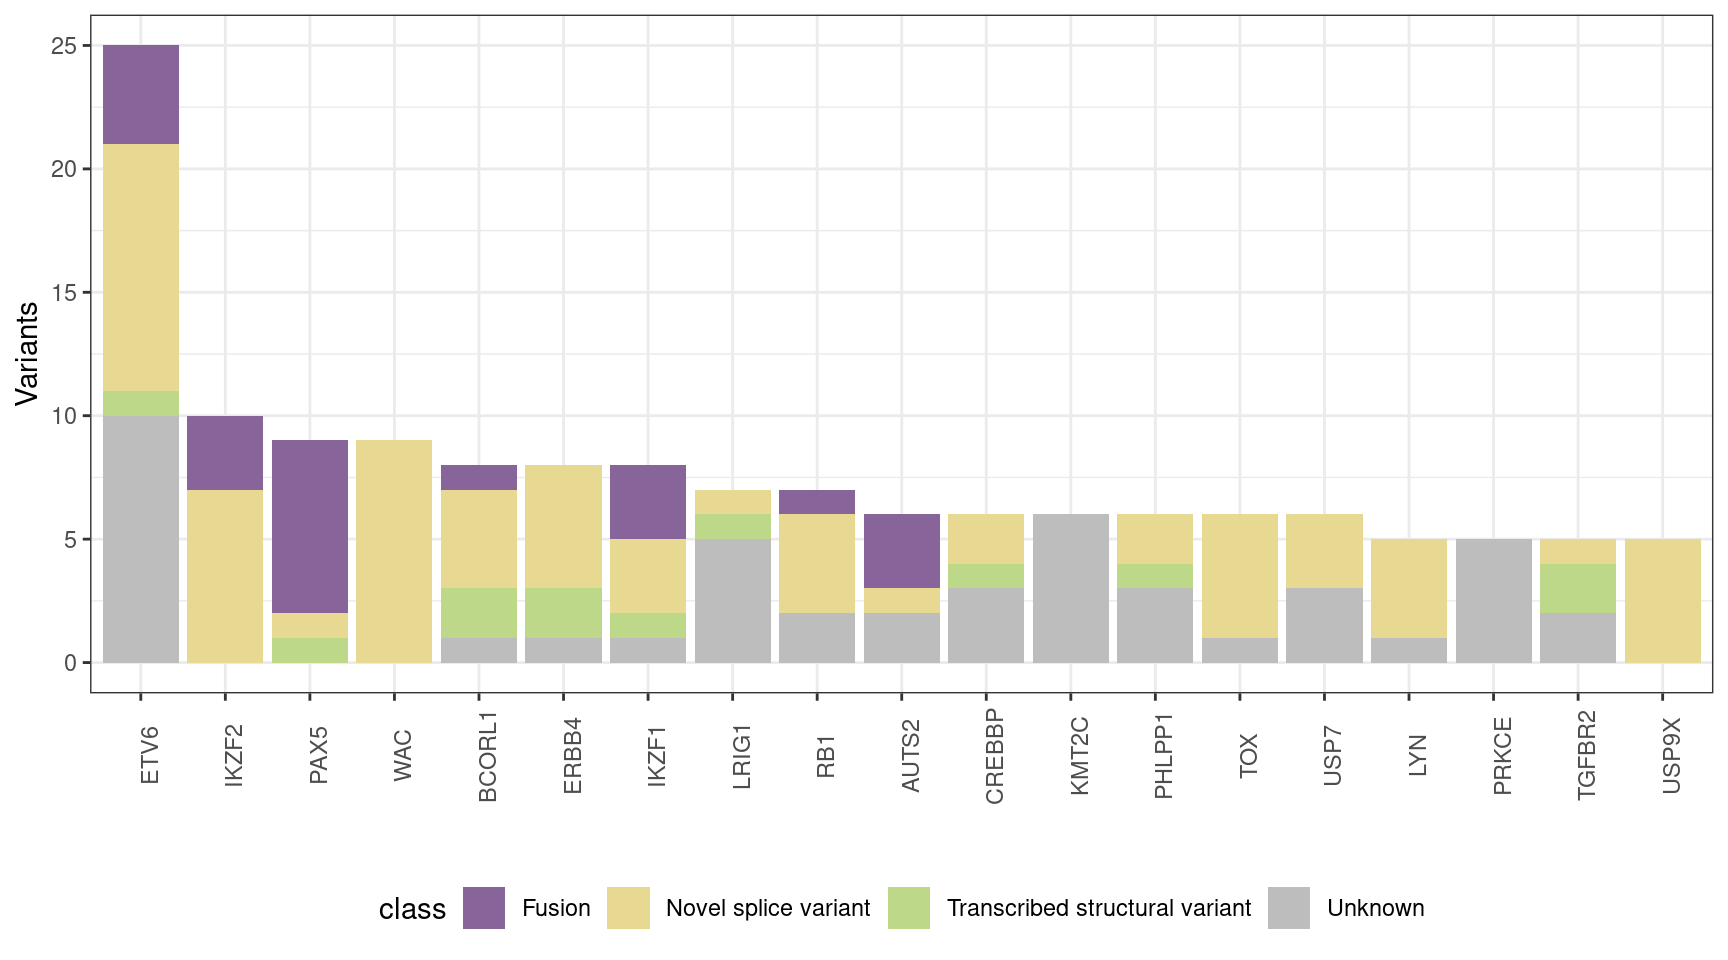 25
20
15
10
5
0
Variants
ETV6 IKZF2 PAX5 WAC BCORL1 ERBB4 IKZF1 LRIG1 RB1 AUTS2 CREBBP KMT2C PHLPP1 TOX USP7 LYN PRKCE TGFBR2 USP9X
class Fusion Novel splice variant Transcribed structural variant Unknown